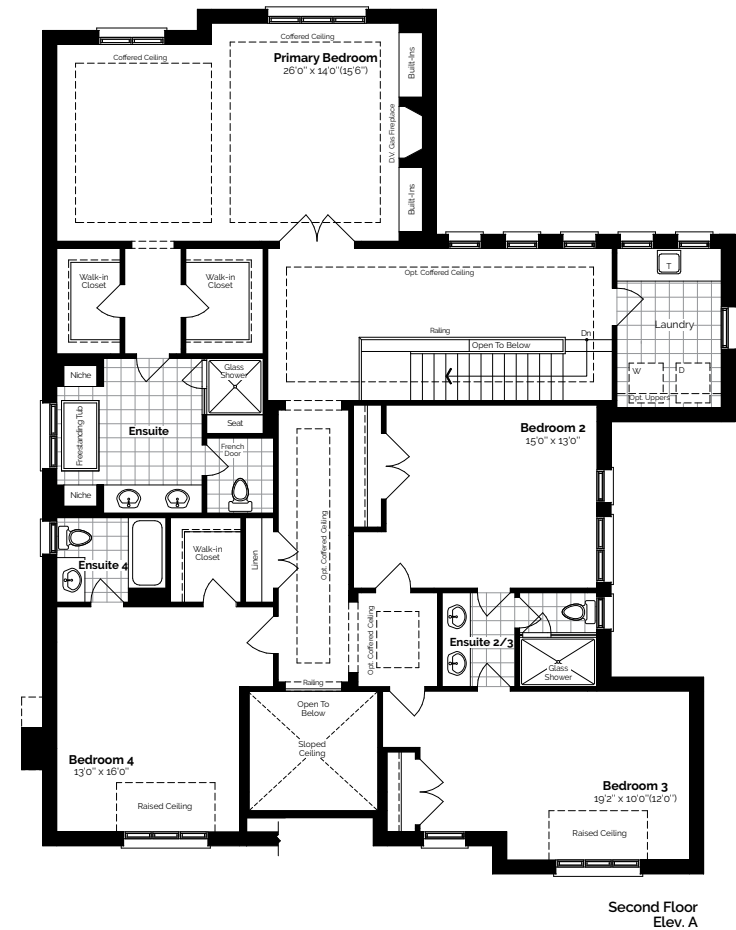 Coffered Ceiling
Coffered Ceiling
Primary Bedroom
26'0" x 14'0"(15'6")
Built-Ins
D.V. Gas Fireplace
Built-Ins
Walk-in
Closet
Walk-in
Closet
Opt. Coffered Ceiling
T
Laundry
W
D
Opt. Uppers
Railing
Open To Below
Dn
Niche
Glass
Shower
Seat
Freestanding Tub
Ensuite
French
Door
Niche
Bedroom 2
15'0" x 13'0"
Opt. Coffered Ceiling
Ensuite 4
Walk-in
Closet
Linen
Opt. Coffered Ceiling
Ensuite 2/3
Glass
Shower
Railing
Open To
Below
Sloped
Ceiling
Bedroom 4
13'0" x 16'0"
Raised Ceiling
Bedroom 3
19'2" x 10'0"(12'0")
Raised Ceiling
Second Floor
Elev. A